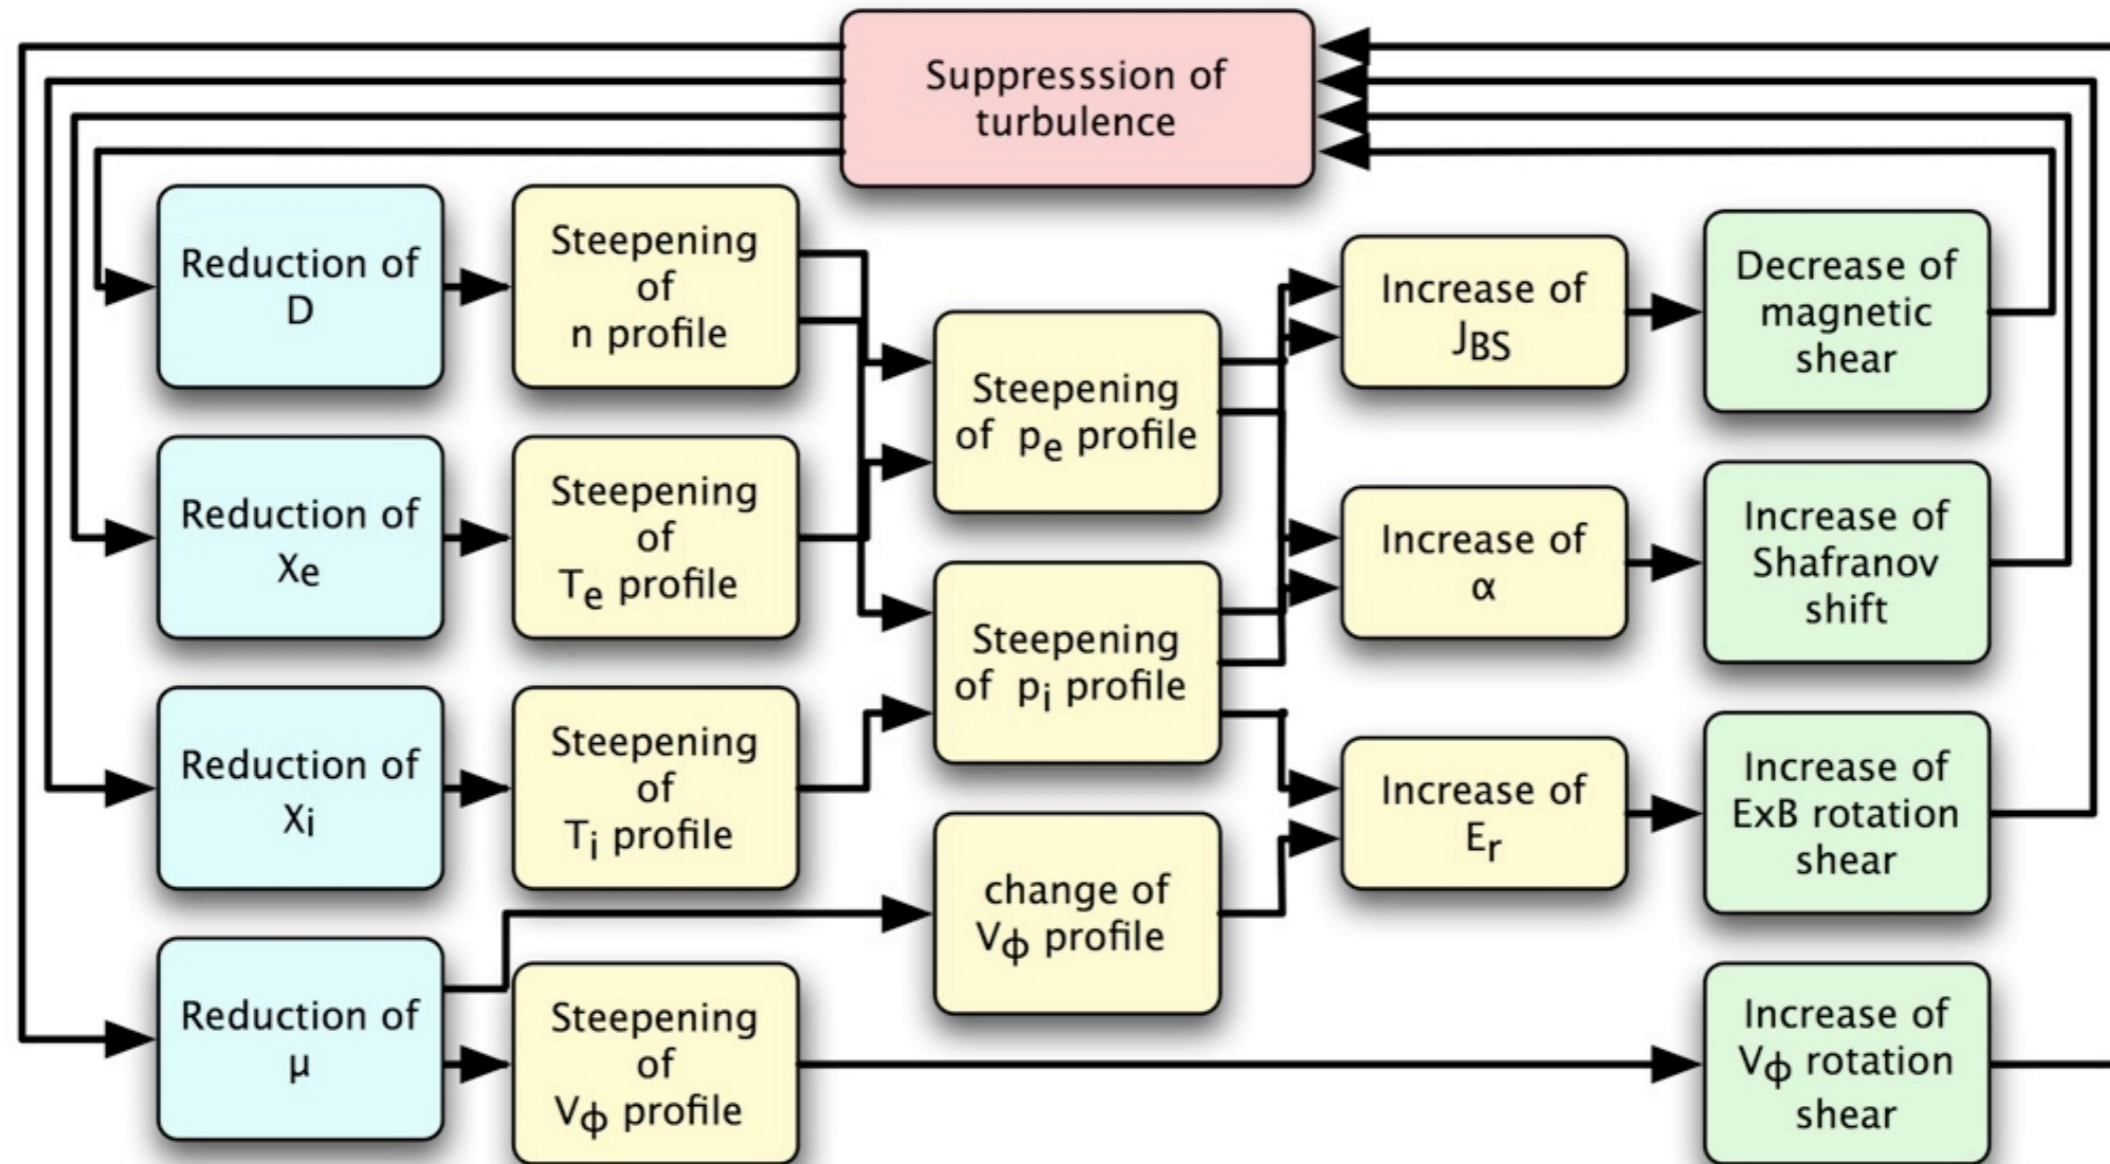 Suppresssion of
turbulence
Reduction of
D
Steepening
of
n profile
Steepening
of pe profile
Increase of
JBS
Decrease of
magnetic
shear
Reduction of
Xe
Steepening
of
Te profile
Steepening
of pi profile
Increase of
α
Increase of
Shafranov
shift
Reduction of
Xi
Steepening
of
Ti profile
change of
Vϕ profile
Increase of
Er
Increase of
ExB rotation
shear
Reduction of
μ
Steepening
of
Vϕ profile
Increase of
Vϕ rotation
shear